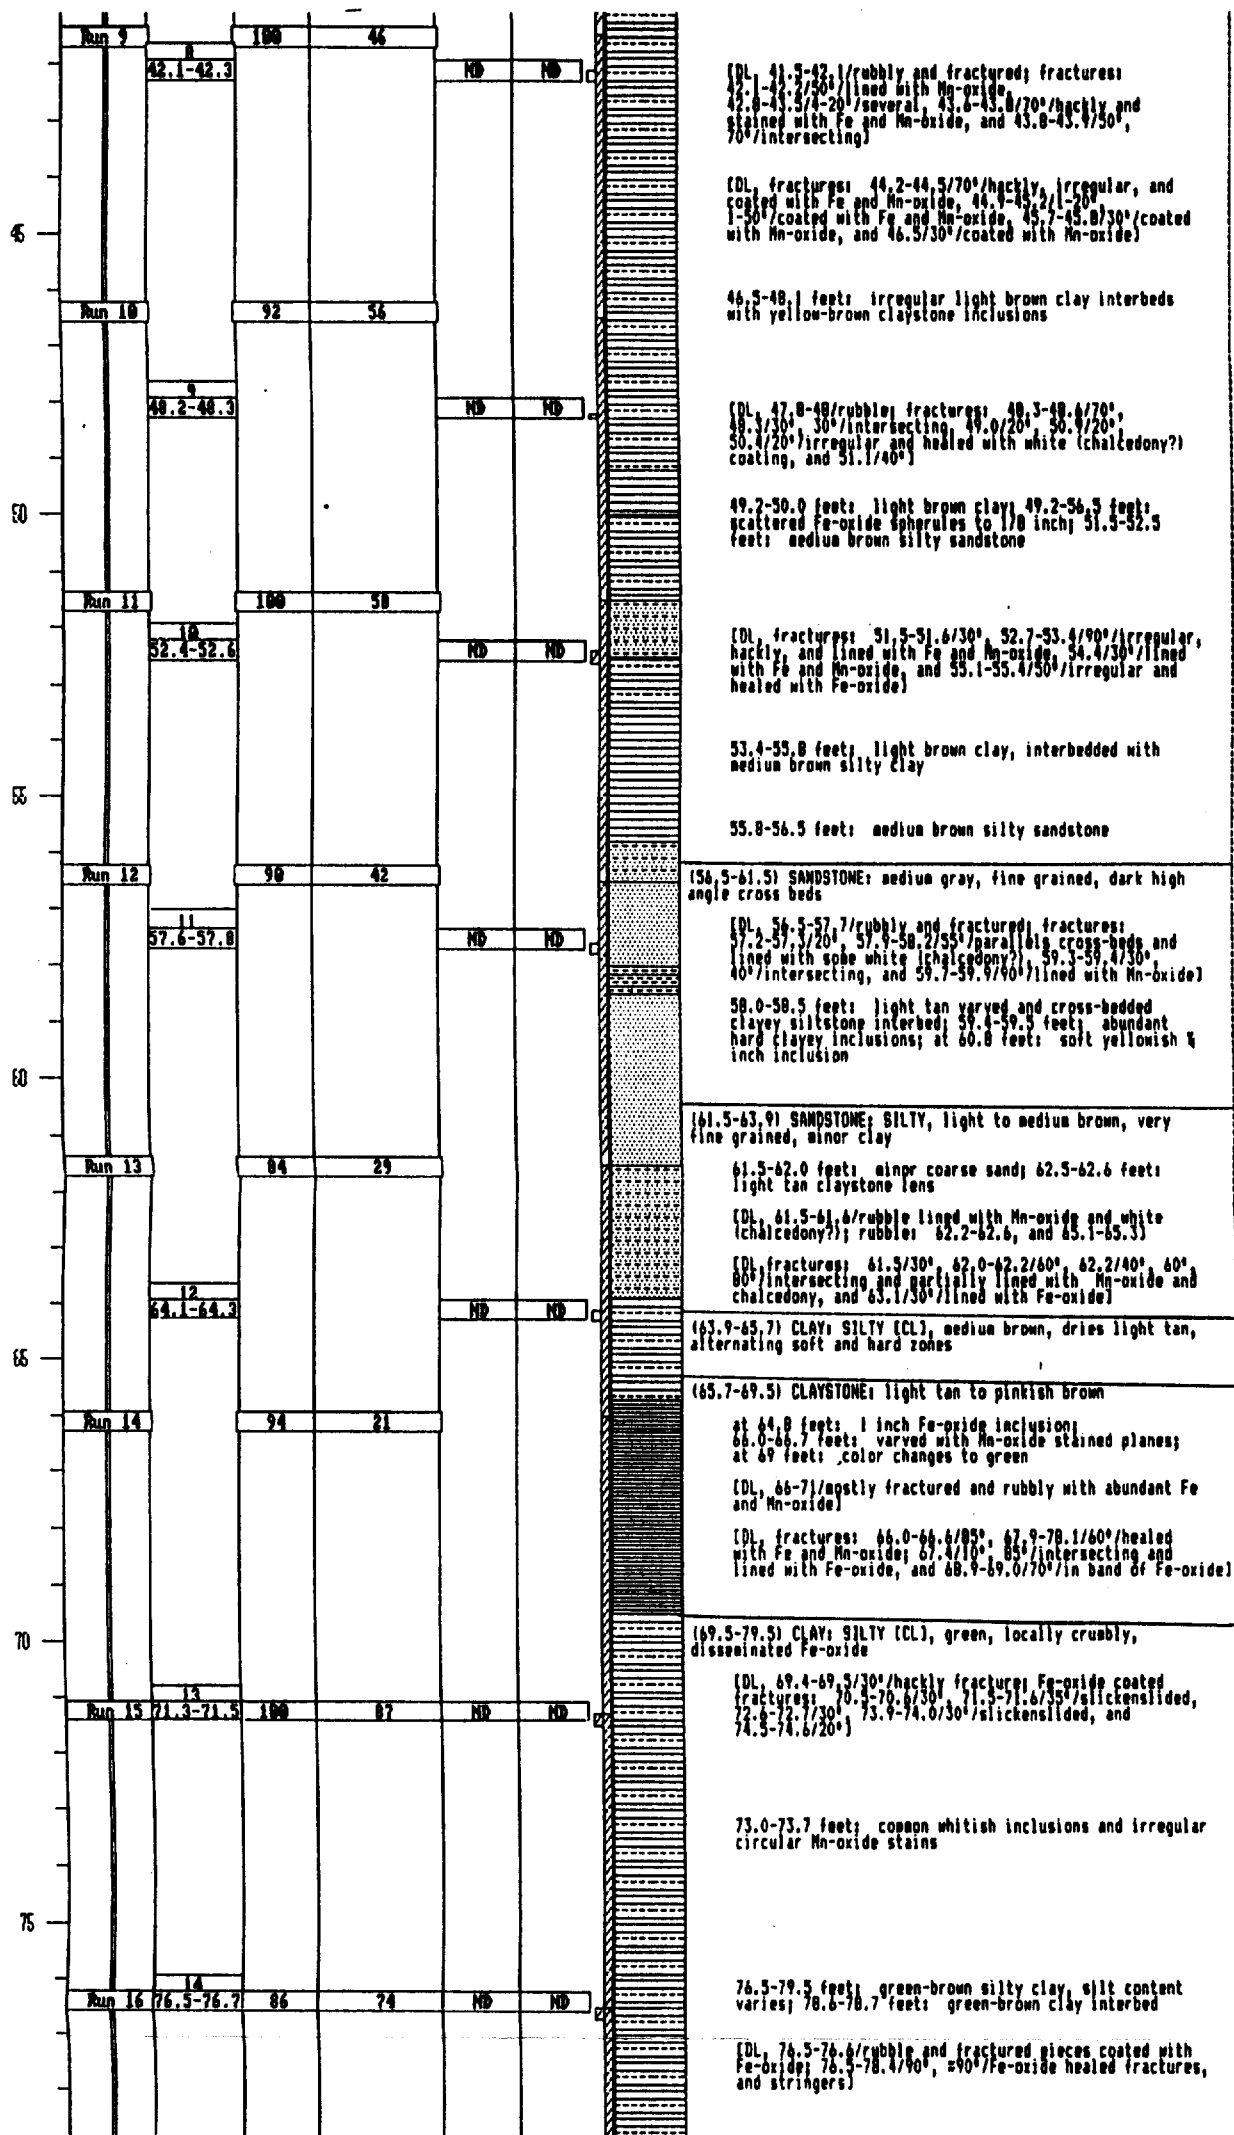 Run 9 100 46
8
42.1-42.3 ND ND
[DL, 41.5-42.1/rubbly and fractured; fractures:
42.1-42.2/50°/lined with Mn-oxide,
42.8-43.5/4-20°/several, 43.6-43.8/70°/hackly and
stained with Fe and Mn-oxide, and 43.8-43.9/50°,
70°/intersecting]
[DL, fractures: 44.2-44.5/70°/hackly, irregular, and
coated with Fe and Mn-oxide, 44.9-45.2/1-20°,
1-50°/coated with Fe and Mn-oxide, 45.7-45.8/30°/coated
with Mn-oxide, and 46.5/30°/coated with Mn-oxide]
45
46.5-48.1 feet: irregular light brown clay interbeds
with yellow-brown claystone inclusions
Run 10 92 56
9
48.2-48.3 ND ND
[DL, 47.8-48/rubble; fractures: 48.3-48.6/70°,
48.3/30°, 30°/intersecting, 49.0/20°, 50.9/20°,
50.4/20°/irregular and healed with white (chalcedony?)
coating, and 51.1/40°]
49.2-50.0 feet: light brown clay; 49.2-56.5 feet:
scattered Fe-oxide spherules to 1/8 inch; 51.5-52.5
feet: medium brown silty sandstone
50
Run 11 100 50
10
52.4-52.6 ND ND
[DL, fractures: 51.5-51.6/30°, 52.7-53.4/90°/irregular,
hackly, and lined with Fe and Mn-oxide, 54.4/30°/lined
with Fe and Mn-oxide, and 55.1-55.4/50°/irregular and
healed with Fe-oxide]
53.4-55.8 feet: light brown clay, interbedded with
medium brown silty clay
55
55.8-56.5 feet: medium brown silty sandstone
Run 12 90 42
(56.5-61.5) SANDSTONE: medium gray, fine grained, dark high
angle cross beds
11
57.6-57.8 ND ND
[DL, 56.5-57.7/rubbly and fractured; fractures:
57.2-57.3/20°, 57.9-58.2/55°/parallels cross-beds and
lined with some white (chalcedony?), 59.3-59.4/30°,
40°/intersecting, and 59.7-59.9/90°/lined with Mn-oxide]
58.0-58.5 feet: light tan varved and cross-bedded
clayey siltstone interbed; 59.4-59.5 feet: abundant
hard clayey inclusions; at 60.8 feet: soft yellowish
inch inclusion
60
(61.5-63.9) SANDSTONE: SILTY, light to medium brown, very
fine grained, minor clay
Run 13 84 29
61.5-62.0 feet: minor coarse sand; 62.5-62.6 feet:
light tan claystone lens
[DL, 61.5-61.6/rubble lined with Mn-oxide and white
(chalcedony?); rubble: 62.2-62.6, and 65.1-65.3]
[DL fractures: 61.5/30°, 62.0-62.2/60°, 62.2/40°, 60°,
80°/intersecting and partially lined with Mn-oxide and
chalcedony, and 63.1/30°/lined with Fe-oxide]
12
64.1-64.3 ND ND
(63.9-65.7) CLAY: SILTY [CL], medium brown, dries light tan,
alternating soft and hard zones
65
(65.7-69.5) CLAYSTONE: light tan to pinkish brown
Run 14 94 21
at 64.8 feet: 1 inch Fe-oxide inclusion;
66.0-66.7 feet: varved with Mn-oxide stained planes;
at 69 feet: color changes to green
[DL, 66-71/mostly fractured and rubbly with abundant Fe
and Mn-oxide]
[DL, fractures: 66.0-66.6/85°, 67.9-70.1/60°/healed
with Fe and Mn-oxide; 67.4/10°, 85°/intersecting and
lined with Fe-oxide, and 68.9-69.0/70°/in band of Fe-oxide]
70
(69.5-79.5) CLAY: SILTY [CL], green, locally crumbly,
disseminated Fe-oxide
13
Run 15 71.3-71.5 100 87 ND ND
[DL, 69.4-69.5/30°/hackly fracture; Fe-oxide coated
fractures: 70.5-70.6/30°, 71.5-71.6/35°/slickenslided,
72.6-72.7/30°, 73.9-74.0/30°/slickenslided, and
74.5-74.6/20°]
73.0-73.7 feet: common whitish inclusions and irregular
circular Mn-oxide stains
75
14
Run 16 76.5-76.7 86 74 ND ND
76.5-79.5 feet: green-brown silty clay, silt content
varies; 78.6-78.7 feet: green-brown clay interbed
[DL, 76.5-76.6/rubble and fractured pieces coated with
Fe-oxide; 76.5-78.4/90°, ≈90°/Fe-oxide healed fractures,
and stringers]